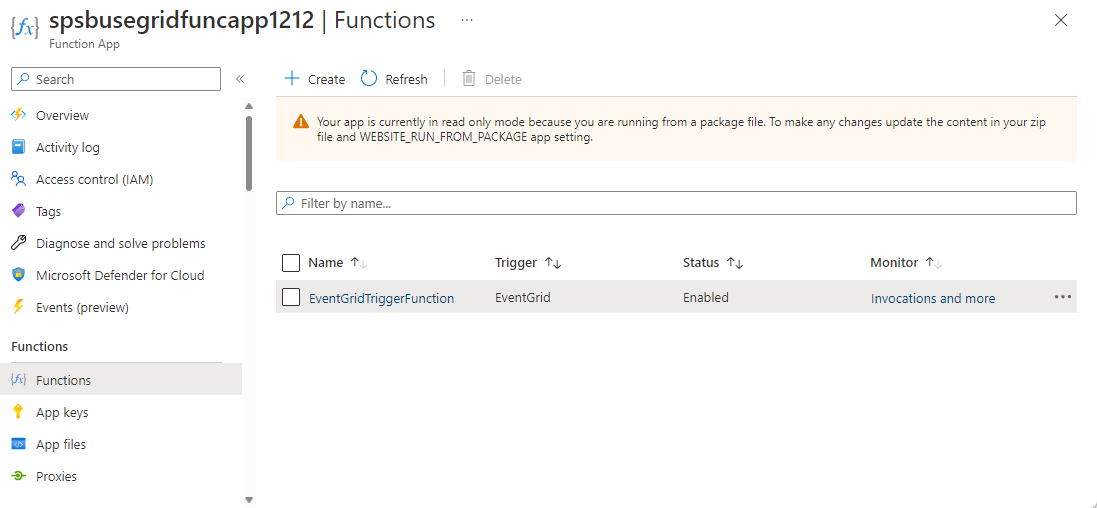 spsbusegridfuncapp1212 | Functions ...
Function App
Search
Overview
Activity log
Access control (IAM)
Tags
Diagnose and solve problems
Microsoft Defender for Cloud
Events (preview)
Functions
Functions
App keys
App files
Proxies
Create Refresh Delete
Your app is currently in read only mode because you are running from a package file. To make any changes update the content in your zip
file and WEBSITE_RUN_FROM_PACKAGE app setting.
Filter by name...
Name Trigger Status Monitor
EventGridTriggerFunction EventGrid Enabled Invocations and more